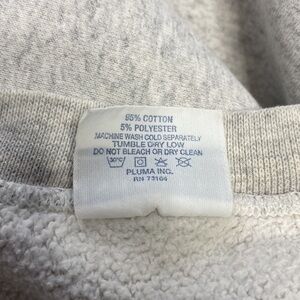 95% COTTON
5% POLYESTER
MACHINE WASH COLD SEPARATELY
TUMBLE DRY LOW
DO NOT BLEACH OR DRY CLEAN
30°C
PLUMA INC.
RN 73164